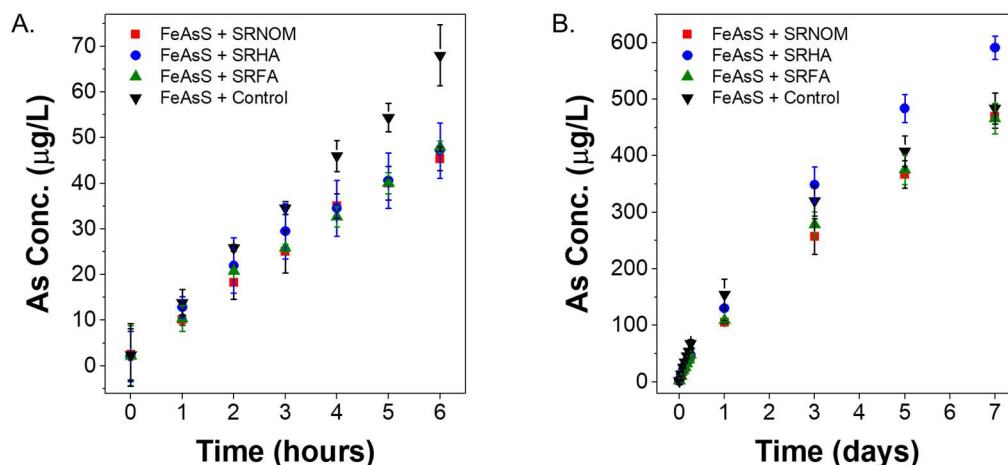 A.
FeAsS + SRNOM
FeAsS + SRHA
FeAsS + SRFA
FeAsS + Control
As Conc. (μg/L)
70
60
50
40
30
20
10
0
0 1 2 3 4 5 6
Time (hours)
B.
FeAsS + SRNOM
FeAsS + SRHA
FeAsS + SRFA
FeAsS + Control
As Conc. (μg/L)
600
500
400
300
200
100
0
0 1 2 3 4 5 6 7
Time (days)